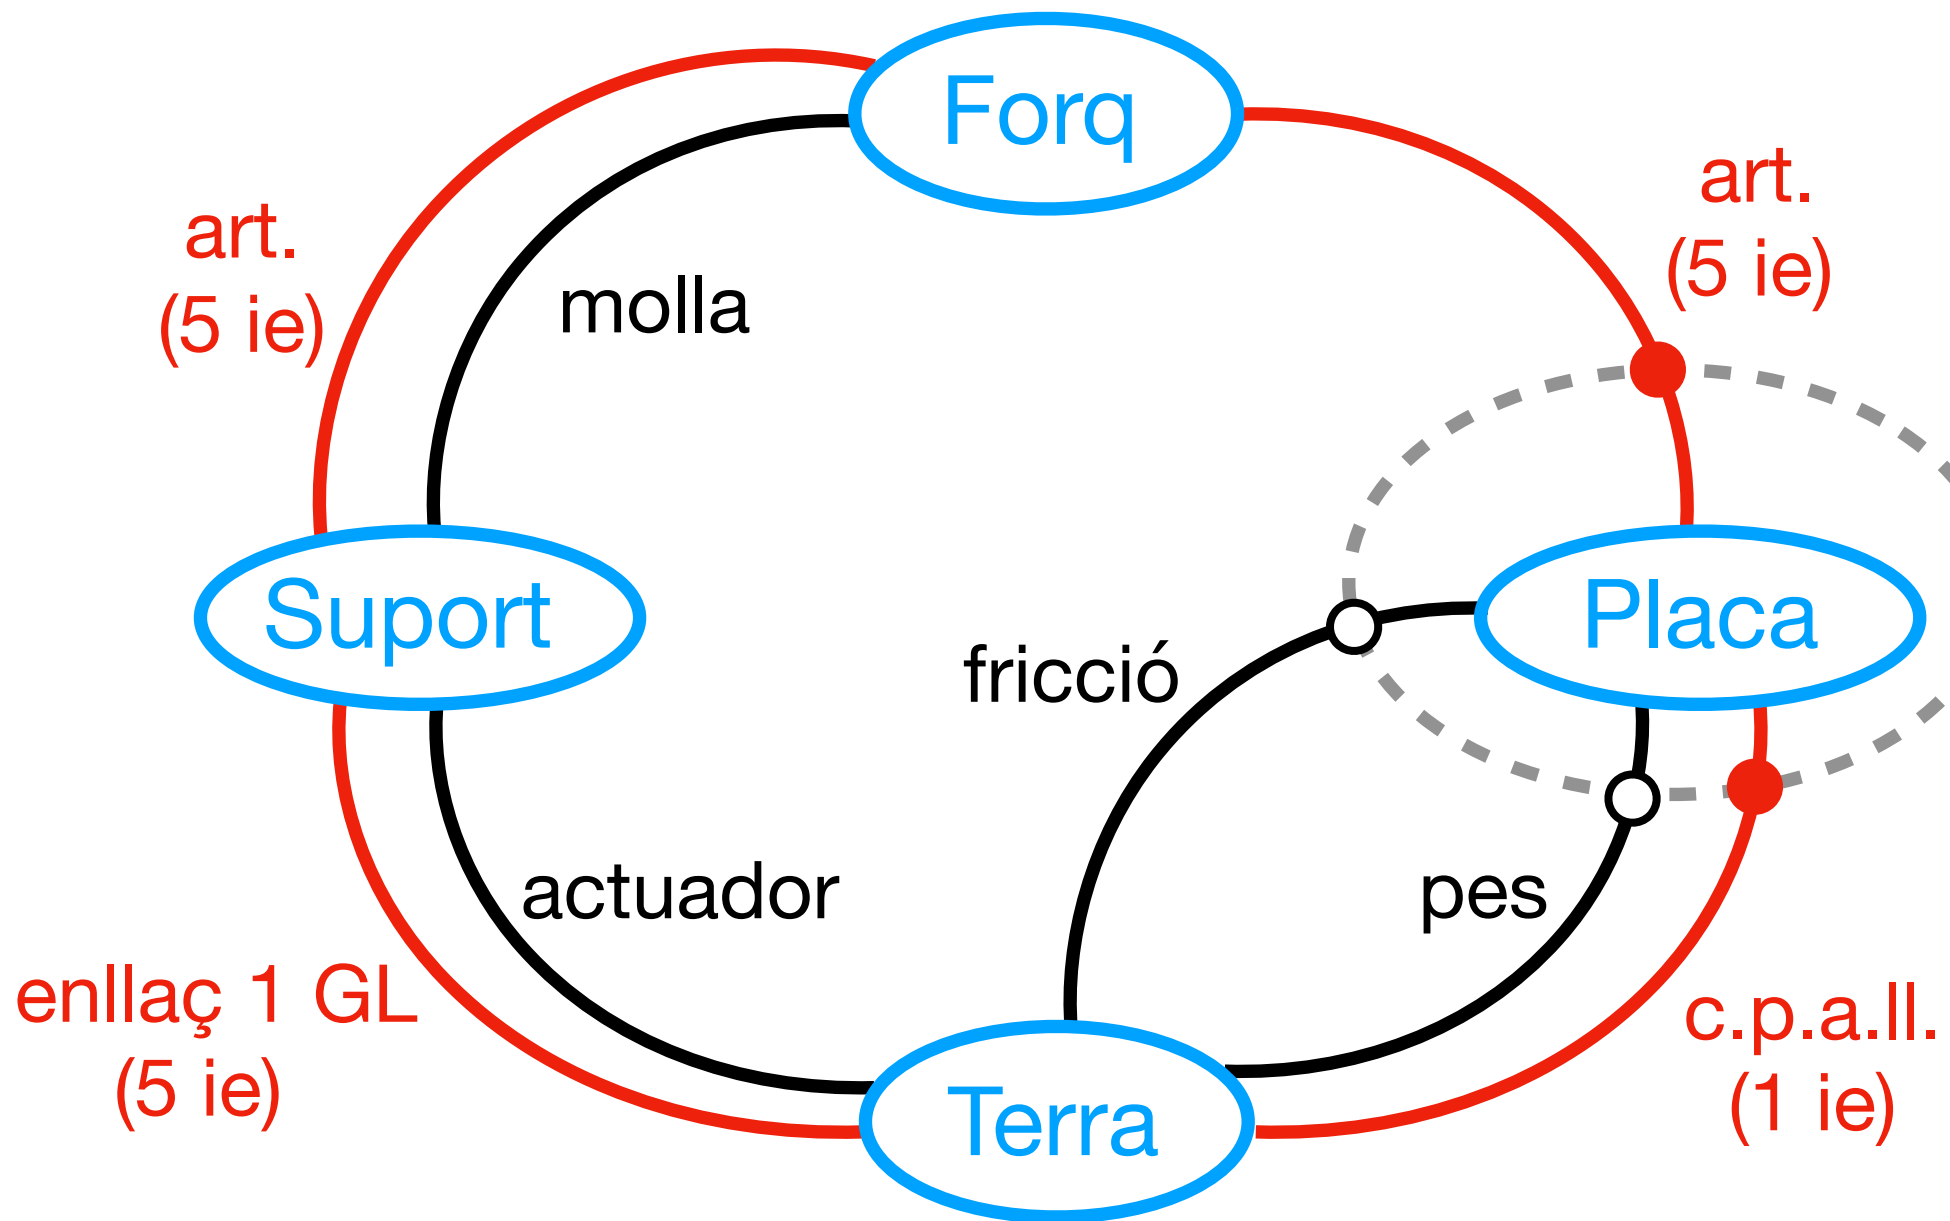 Forq
art.
(5 ie)
art.
(5 ie)
molla
Suport
Placa
fricció
actuador
pes
enllaç 1 GL
(5 ie)
c.p.a.ll.
(1 ie)
Terra